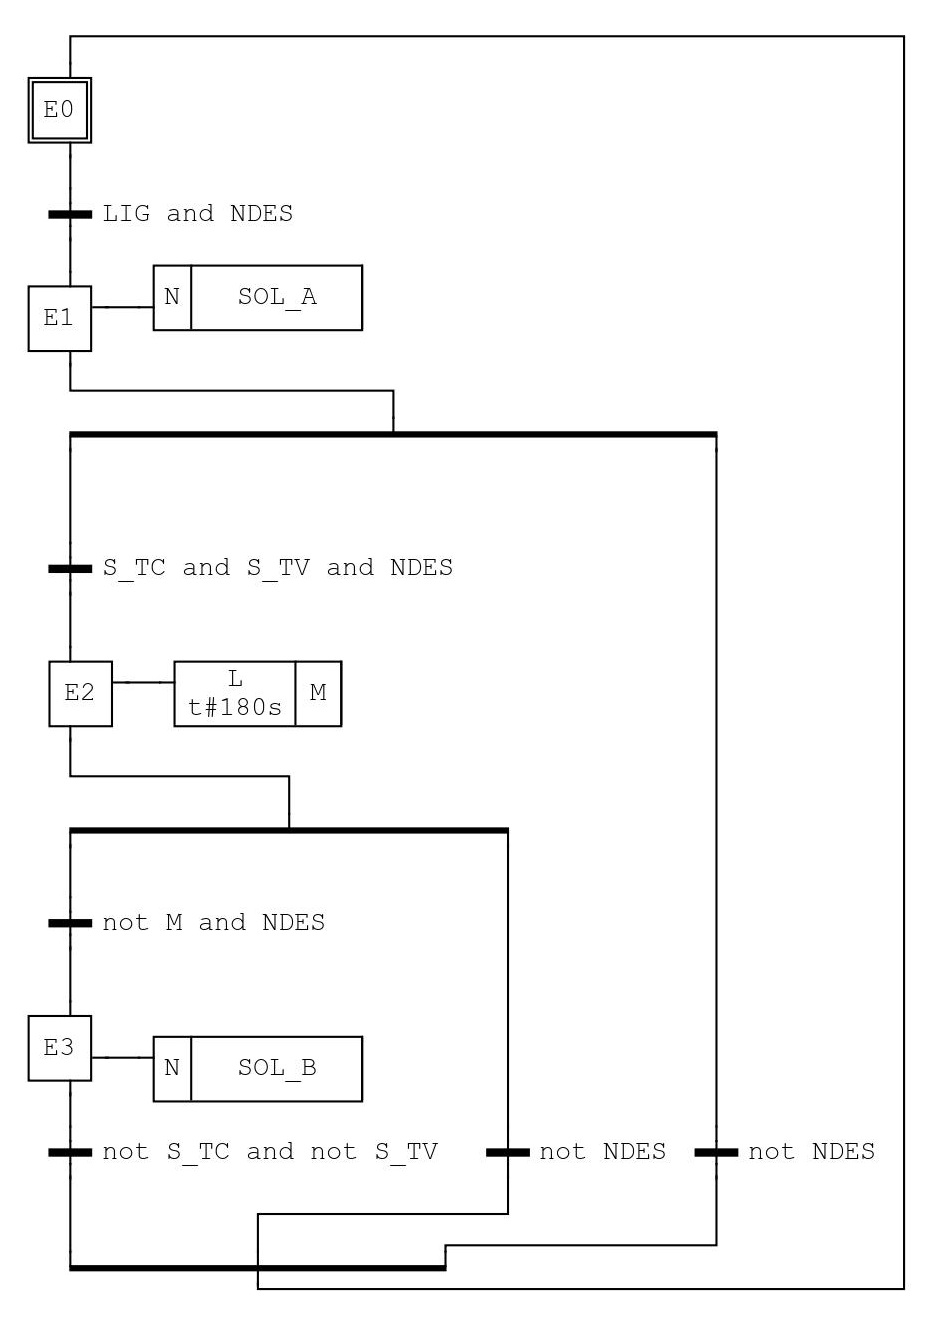 E0
LIG and NDES
E1
N SOL_A
S_TC and S_TV and NDES
E2
L
t#180s
M
not M and NDES
E3
N SOL_B
not S_TC and not S_TV
not NDES
not NDES